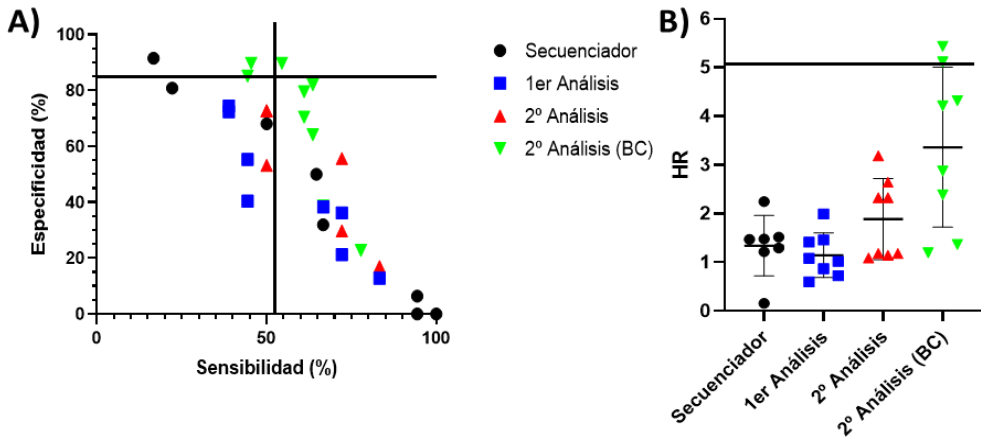 A)
Especificidad (%)
100
80
60
40
20
0
0
50
100
Sensibilidad (%)
Secuenciador
1er Análisis
2º Análisis
2º Análisis (BC)
B)
HR
6
5
4
3
2
1
0
Secuenciador
1er Análisis
2º Análisis
2º Análisis (BC)